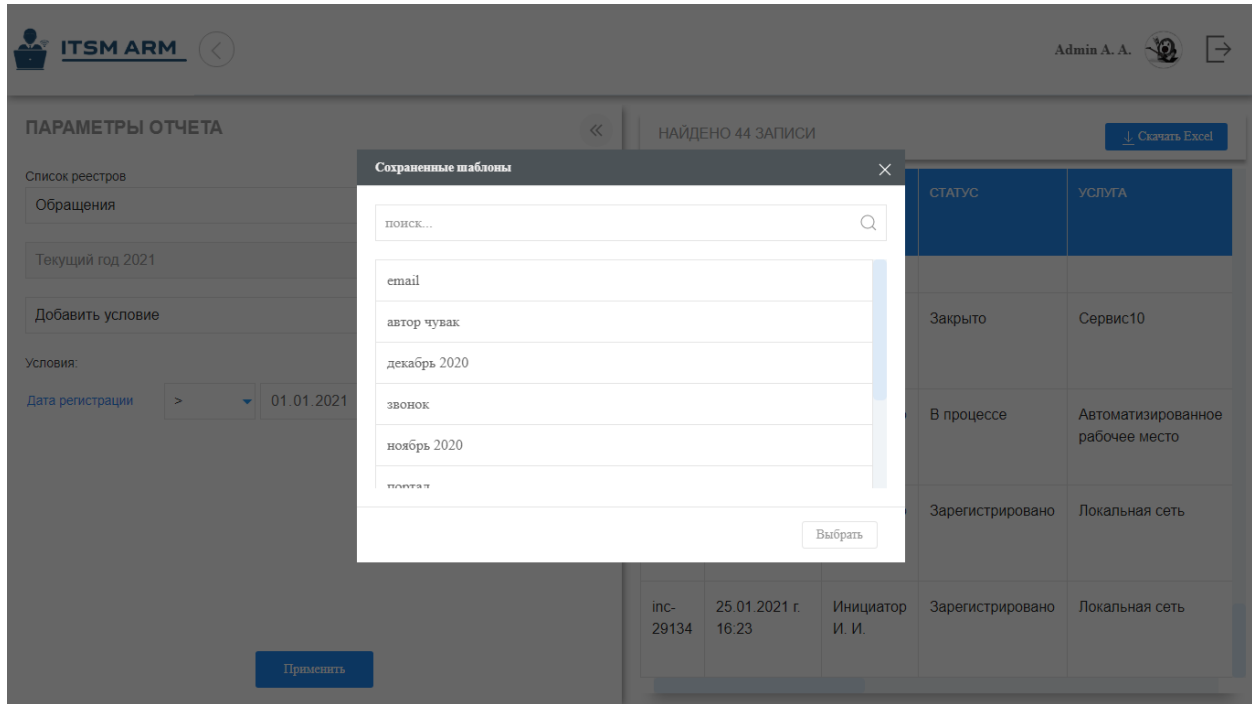 ITSM ARM
Admin A. A.
ПАРАМЕТРЫ ОТЧЕТА
Список реестров
Обращения
Текущий год 2021
Добавить условие
Условия:
Дата регистрации > 01.01.2021
Применить
Сохраненные шаблоны
поиск...
email
автор чувак
декабрь 2020
звонок
ноябрь 2020
портал
Выбрать
НАЙДЕНО 44 ЗАПИСИ
Скачать Excel
СТАТУС УСЛУГА
Закрыто Сервис10
В процессе Автоматизированное
рабочее место
Зарегистрировано Локальная сеть
inc- 25.01.2021 г. Инициатор Зарегистрировано Локальная сеть
29134 16:23 И. И.